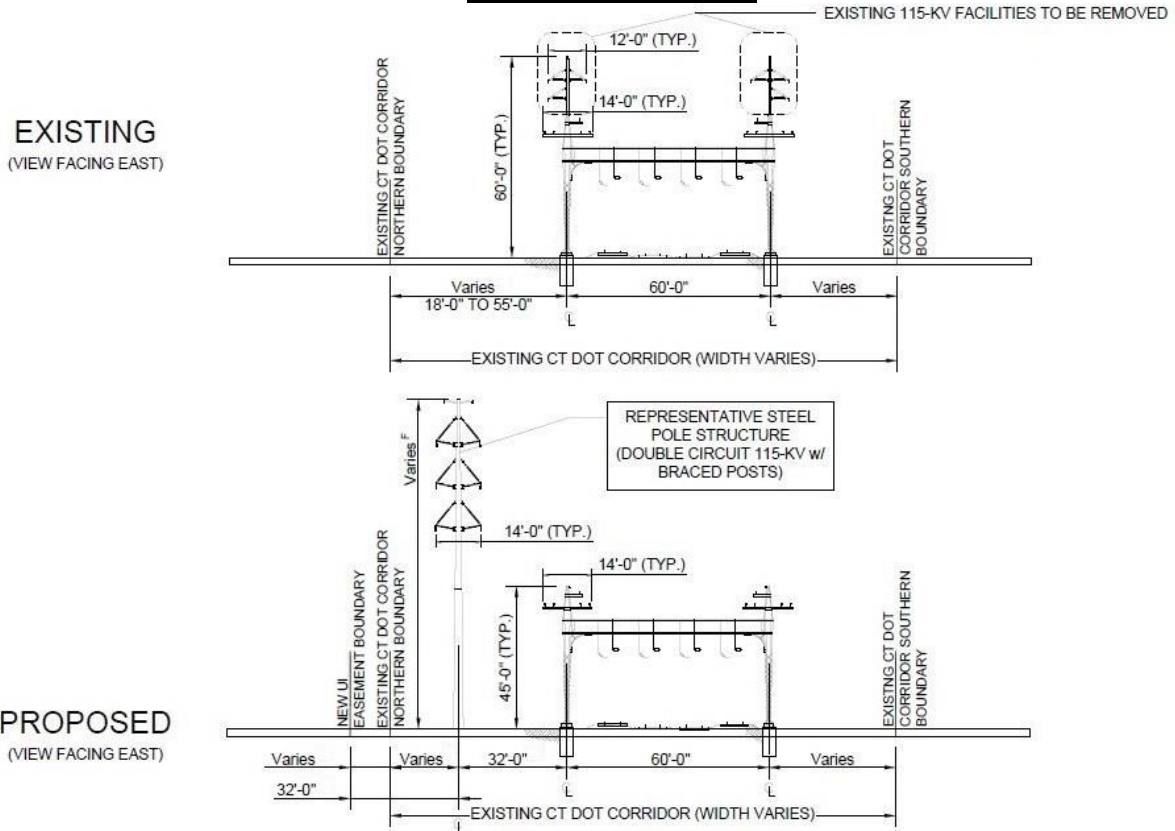 EXISTING 115-KV FACILITIES TO BE REMOVED
12'-0" (TYP.)
14'-0" (TYP.)
60'-0" (TYP.)
EXISTING
(VIEW FACING EAST)
EXISTING CT DOT CORRIDOR
NORTHERN BOUNDARY
EXISTNG CT DOT
CORRIDOR SOUTHERN
BOUNDARY
Varies
18'-0" TO 55'-0"
60'-0"
Varies
EXISTING CT DOT CORRIDOR (WIDTH VARIES)
REPRESENTATIVE STEEL
POLE STRUCTURE
(DOUBLE CIRCUIT 115-KV w/
BRACED POSTS)
Varies F
14'-0" (TYP.)
14'-0" (TYP.)
45'-0" (TYP.)
PROPOSED
(VIEW FACING EAST)
NEW UI
EASEMENT BOUNDARY
EXISTING CT DOT CORRIDOR
NORTHERN BOUNDARY
EXISTNG CT DOT
CORRIDOR SOUTHERN
BOUNDARY
Varies
Varies
32'-0"
60'-0"
Varies
32'-0"
EXISTING CT DOT CORRIDOR (WIDTH VARIES)